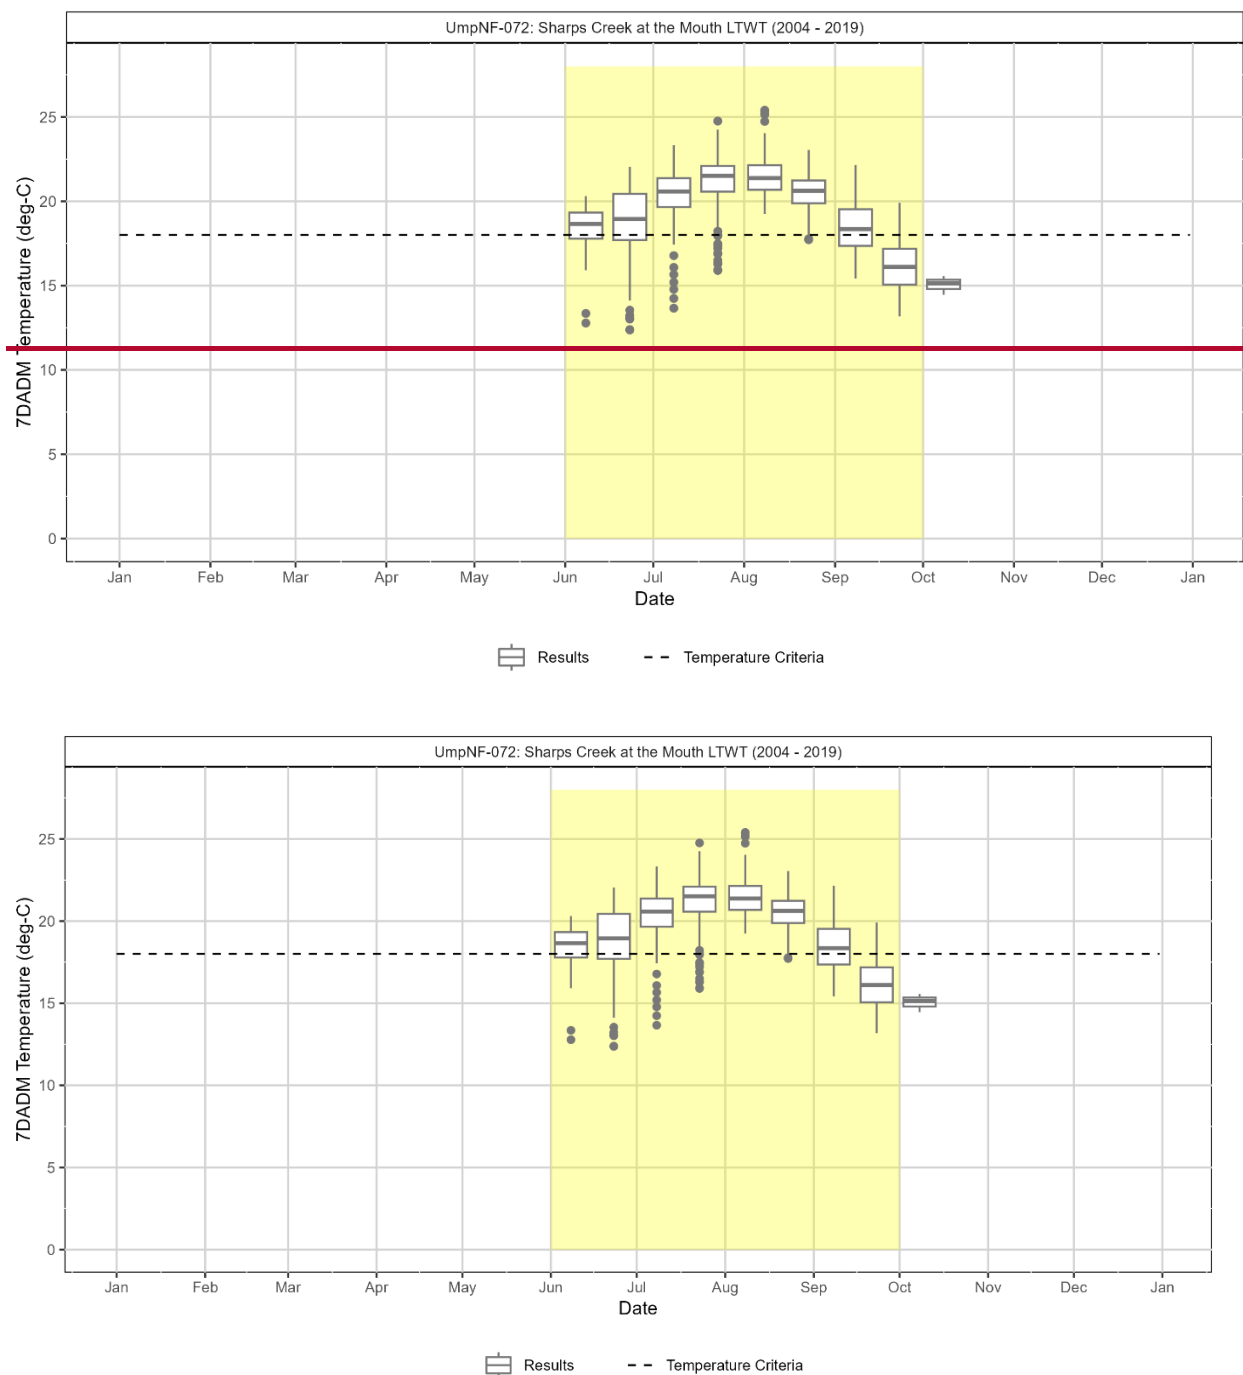 UmpNF-072: Sharps Creek at the Mouth LTWT (2004 - 2019)
7DADM Temperature (deg-C)
25
20
15
10
5
0
Jan Feb Mar Apr May Jun Jul Aug Sep Oct Nov Dec Jan
Date
Results Temperature Criteria
UmpNF-072: Sharps Creek at the Mouth LTWT (2004 - 2019)
7DADM Temperature (deg-C)
25
20
15
10
5
0
Jan Feb Mar Apr May Jun Jul Aug Sep Oct Nov Dec Jan
Date
Results Temperature Criteria